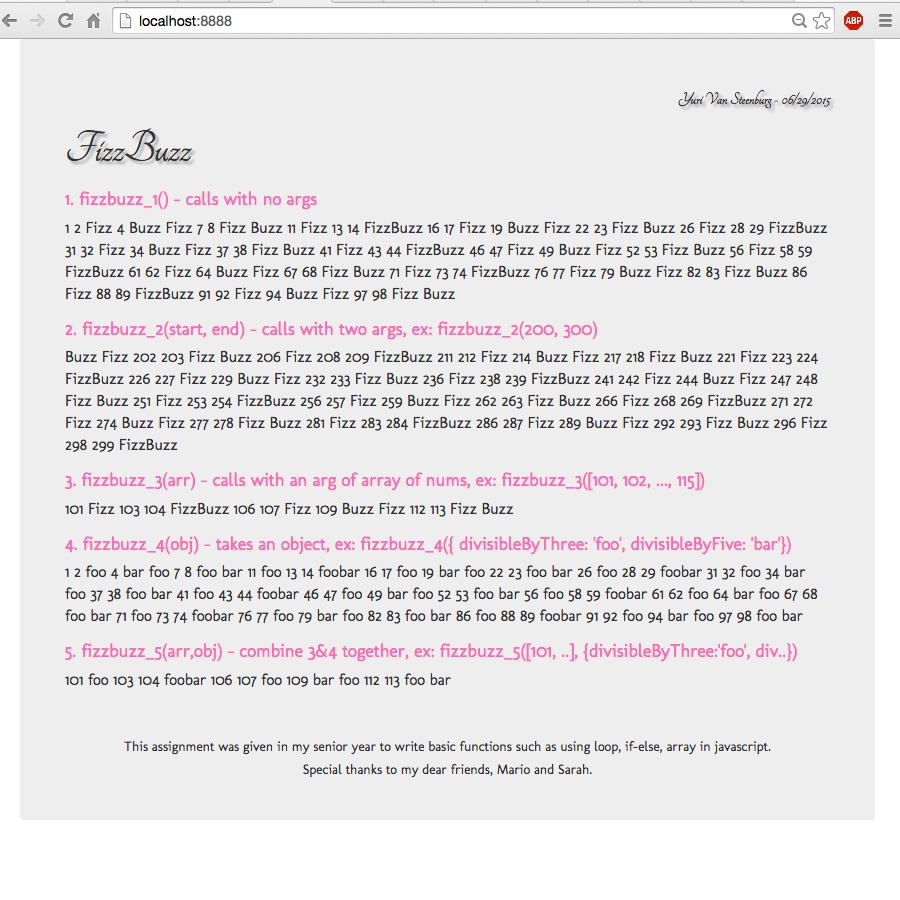 localhost:8888
ABP
Yuri Van Steenburg - 06/29/2015
FizzBuzz
1. fizzbuzz_1() - calls with no args
1 2 Fizz 4 Buzz Fizz 7 8 Fizz Buzz 11 Fizz 13 14 FizzBuzz 16 17 Fizz 19 Buzz Fizz 22 23 Fizz Buzz 26 Fizz 28 29 FizzBuzz
31 32 Fizz 34 Buzz Fizz 37 38 Fizz Buzz 41 Fizz 43 44 FizzBuzz 46 47 Fizz 49 Buzz Fizz 52 53 Fizz Buzz 56 Fizz 58 59
FizzBuzz 61 62 Fizz 64 Buzz Fizz 67 68 Fizz Buzz 71 Fizz 73 74 FizzBuzz 76 77 Fizz 79 Buzz Fizz 82 83 Fizz Buzz 86
Fizz 88 89 FizzBuzz 91 92 Fizz 94 Buzz Fizz 97 98 Fizz Buzz
2. fizzbuzz_2(start, end) - calls with two args, ex: fizzbuzz_2(200, 300)
Buzz Fizz 202 203 Fizz Buzz 206 Fizz 208 209 FizzBuzz 211 212 Fizz 214 Buzz Fizz 217 218 Fizz Buzz 221 Fizz 223 224
FizzBuzz 226 227 Fizz 229 Buzz Fizz 232 233 Fizz Buzz 236 Fizz 238 239 FizzBuzz 241 242 Fizz 244 Buzz Fizz 247 248
Fizz Buzz 251 Fizz 253 254 FizzBuzz 256 257 Fizz 259 Buzz Fizz 262 263 Fizz Buzz 266 Fizz 268 269 FizzBuzz 271 272
Fizz 274 Buzz Fizz 277 278 Fizz Buzz 281 Fizz 283 284 FizzBuzz 286 287 Fizz 289 Buzz Fizz 292 293 Fizz Buzz 296 Fizz
298 299 FizzBuzz
3. fizzbuzz_3(arr) - calls with an arg of array of nums, ex: fizzbuzz_3([101, 102, ..., 115])
101 Fizz 103 104 FizzBuzz 106 107 Fizz 109 Buzz Fizz 112 113 Fizz Buzz
4. fizzbuzz_4(obj) - takes an object, ex: fizzbuzz_4({ divisibleByThree: 'foo', divisibleByFive: 'bar'})
1 2 foo 4 bar foo 7 8 foo bar 11 foo 13 14 foobar 16 17 foo 19 bar foo 22 23 foo bar 26 foo 28 29 foobar 31 32 foo 34 bar
foo 37 38 foo bar 41 foo 43 44 foobar 46 47 foo 49 bar foo 52 53 foo bar 56 foo 58 59 foobar 61 62 foo 64 bar foo 67 68
foo bar 71 foo 73 74 foobar 76 77 foo 79 bar foo 82 83 foo bar 86 foo 88 89 foobar 91 92 foo 94 bar foo 97 98 foo bar
5. fizzbuzz_5(arr,obj) - combine 3&4 together, ex: fizzbuzz_5([101, ..], {divisibleByThree:'foo', div..})
101 foo 103 104 foobar 106 107 foo 109 bar foo 112 113 foo bar
This assignment was given in my senior year to write basic functions such as using loop, if-else, array in javascript.
Special thanks to my dear friends, Mario and Sarah.